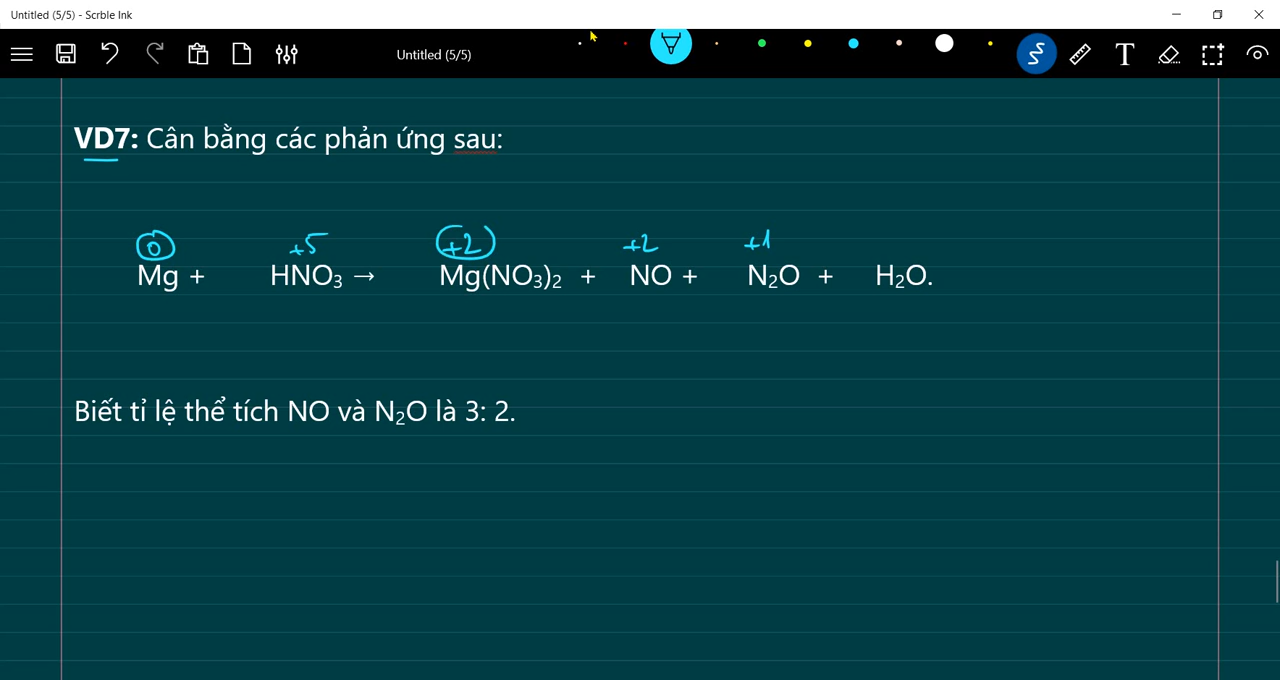 Untitled (5/5) - Scrble Ink
Untitled (5/5)
T
VD7: Cân bằng các phản ứng sau:
0 +5 +2 +2 +1
Mg + HNO₃ → Mg(NO₃)₂ + NO + N₂O + H₂O.
Biết tỉ lệ thể tích NO và N₂O là 3: 2.